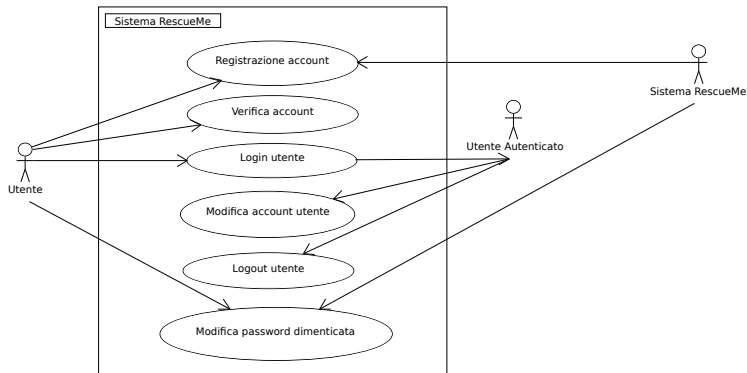 Sistema RescueMe
Registrazione account
Sistema RescueMe
Verifica account
Utente Autenticato
Login utente
Utente
Modifica account utente
Logout utente
Modifica password dimenticata